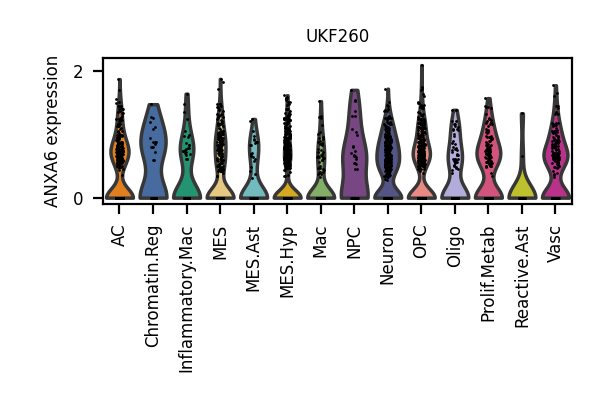 UKF260
ANXA6 expression
2
0
AC
Chromatin.Reg
Inflammatory.Mac
MES
MES.Ast
MES.Hyp
Mac
NPC
Neuron
OPC
Oligo
Prolif.Metab
Reactive.Ast
Vasc